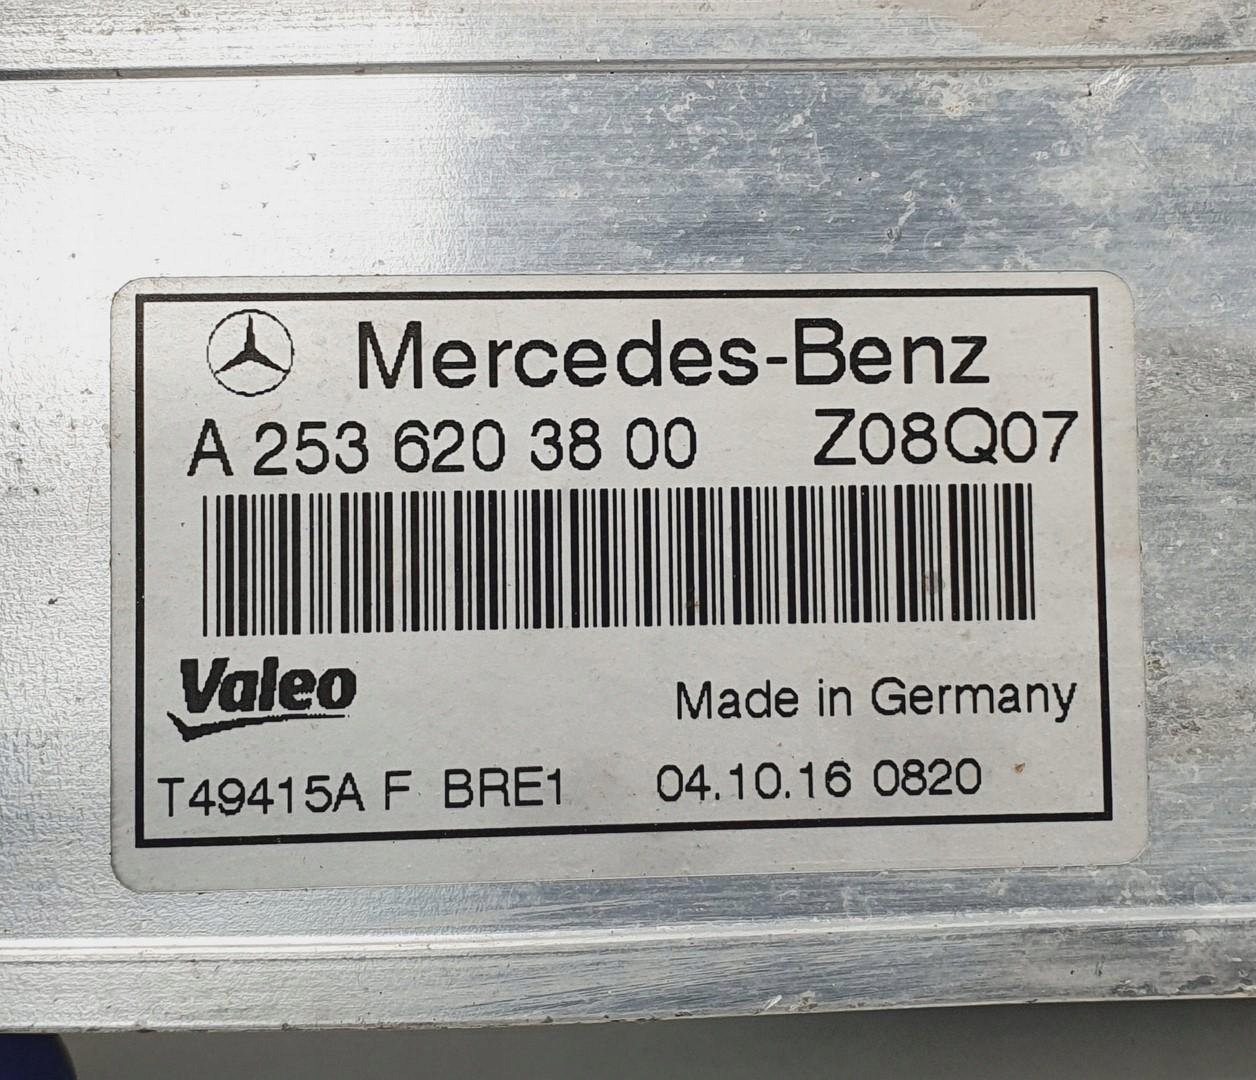 Mercedes-Benz
A 253 620 38 00 Z08Q07
Valeo
Made in Germany
T49415A F BRE1 04.10.16 0820